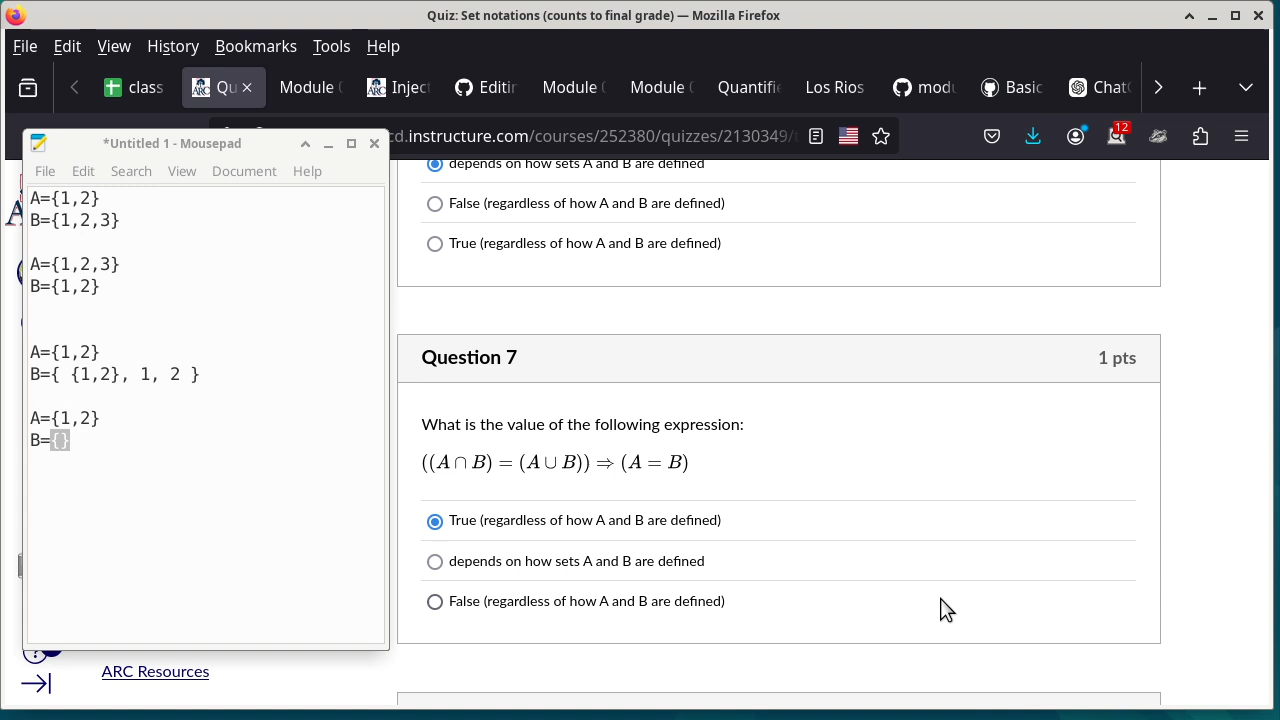 Quiz: Set notations (counts to final grade) — Mozilla Firefox
File Edit View History Bookmarks Tools Help
class
Qu
Module
ARC Inject
Editin
Module
Module
Quantifi
Los Rios
modu
Basic
ChatG
cd.instructure.com/courses/252380/quizzes/2130349/
12
*Untitled 1 - Mousepad
File Edit Search View Document Help
A={1,2}
B={1,2,3}
A={1,2,3}
B={1,2}
A={1,2}
B={ {1,2}, 1, 2 }
A={1,2}
B={}
depends on how sets A and B are defined
False (regardless of how A and B are defined)
True (regardless of how A and B are defined)
Question 7
1 pts
What is the value of the following expression:
((A ∩ B) = (A ∪ B)) ⇒ (A = B)
True (regardless of how A and B are defined)
depends on how sets A and B are defined
False (regardless of how A and B are defined)
ARC Resources